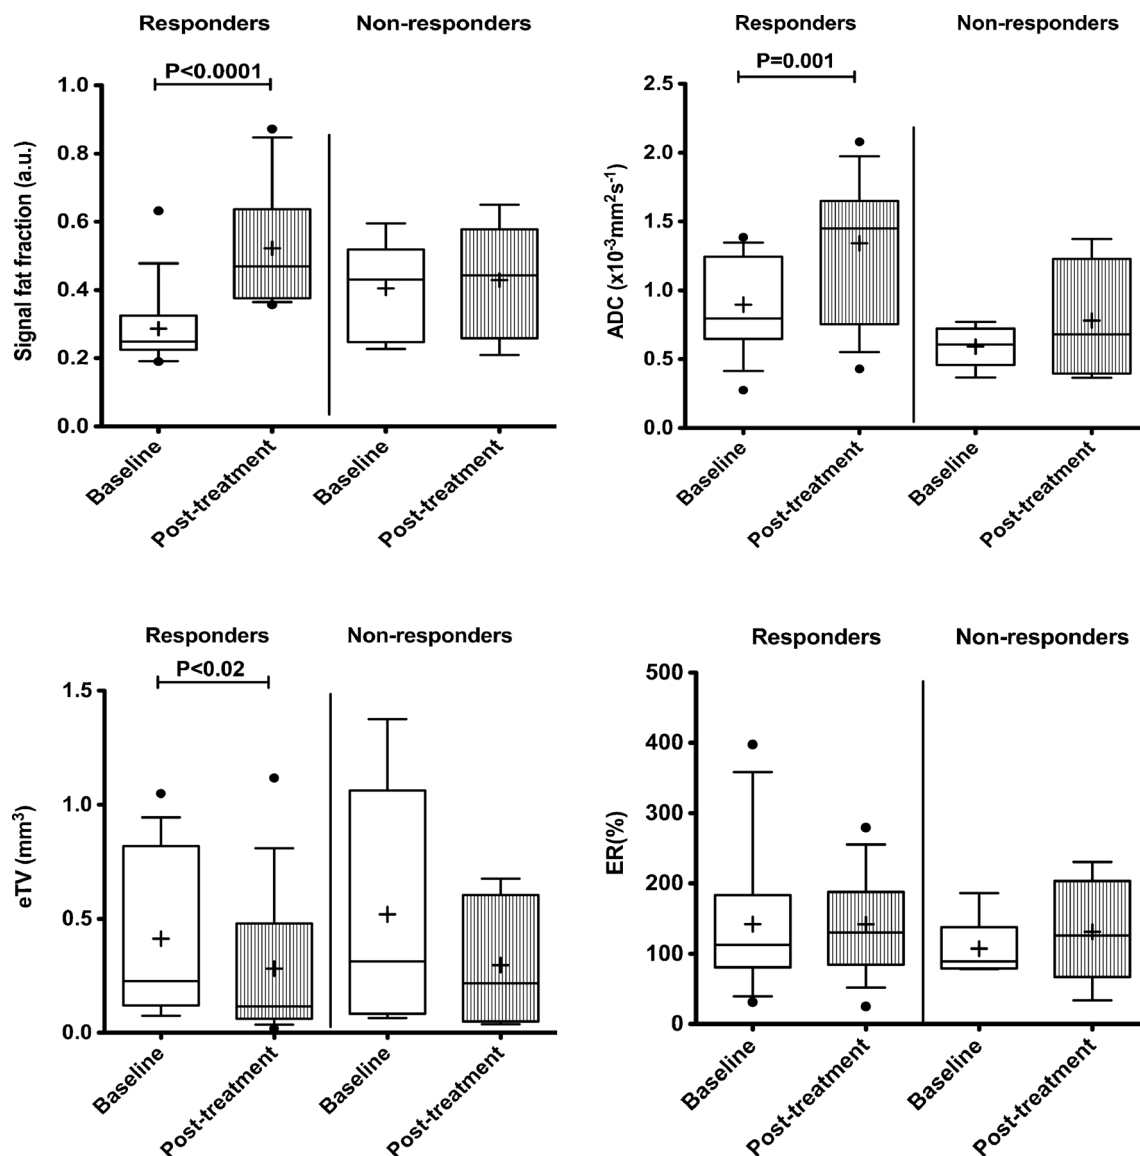 Responders
Non-responders
P<0.0001
Signal fat fraction (a.u.)
1.0
0.8
0.6
0.4
0.2
0.0
Baseline
Post-treatment
Baseline
Post-treatment
Responders
Non-responders
P=0.001
ADC (x10-3mm2s-1)
2.5
2.0
1.5
1.0
0.5
0.0
Baseline
Post-treatment
Baseline
Post-treatment
Responders
Non-responders
P<0.02
eTV (mm3)
1.5
1.0
0.5
0.0
Baseline
Post-treatment
Baseline
Post-treatment
Responders
Non-responders
ER(%)
500
400
300
200
100
0
Baseline
Post-treatment
Baseline
Post-treatment